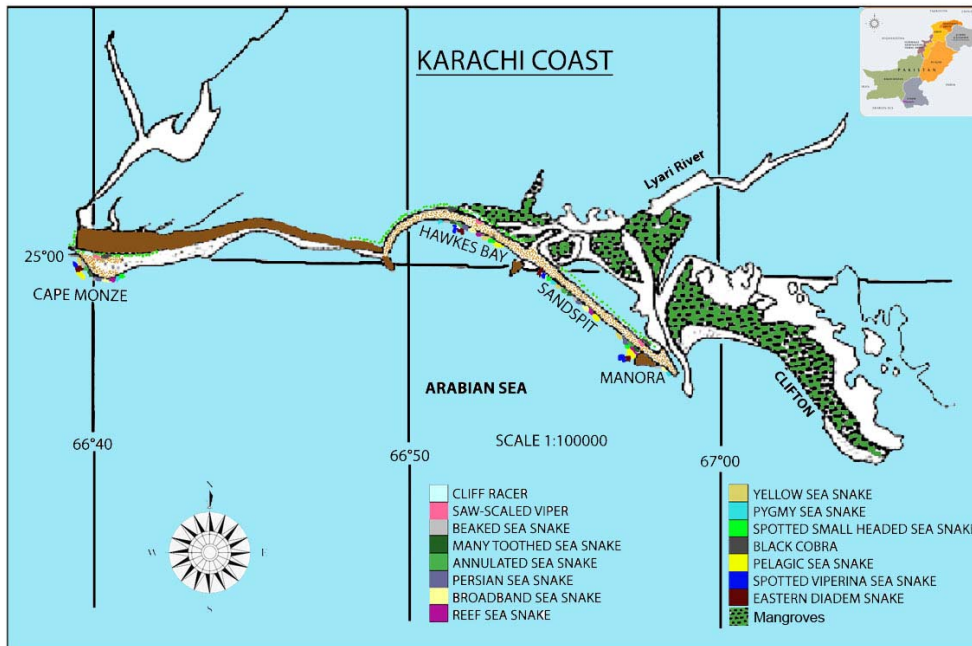 KARACHI COAST
PAKISTAN
Lyari River
HAWKES BAY
25°00
CAPE MONZE
SANDSPIT
MANORA
ARABIAN SEA
CLIFTON
66°40
66°50
SCALE 1:100000
67°00
CLIFF RACER
SAW-SCALED VIPER
BEAKED SEA SNAKE
MANY TOOTHED SEA SNAKE
ANNULATED SEA SNAKE
PERSIAN SEA SNAKE
BROADBAND SEA SNAKE
REEF SEA SNAKE
YELLOW SEA SNAKE
PYGMY SEA SNAKE
SPOTTED SMALL HEADED SEA SNAKE
BLACK COBRA
PELAGIC SEA SNAKE
SPOTTED VIPERINA SEA SNAKE
EASTERN DIADEM SNAKE
Mangroves